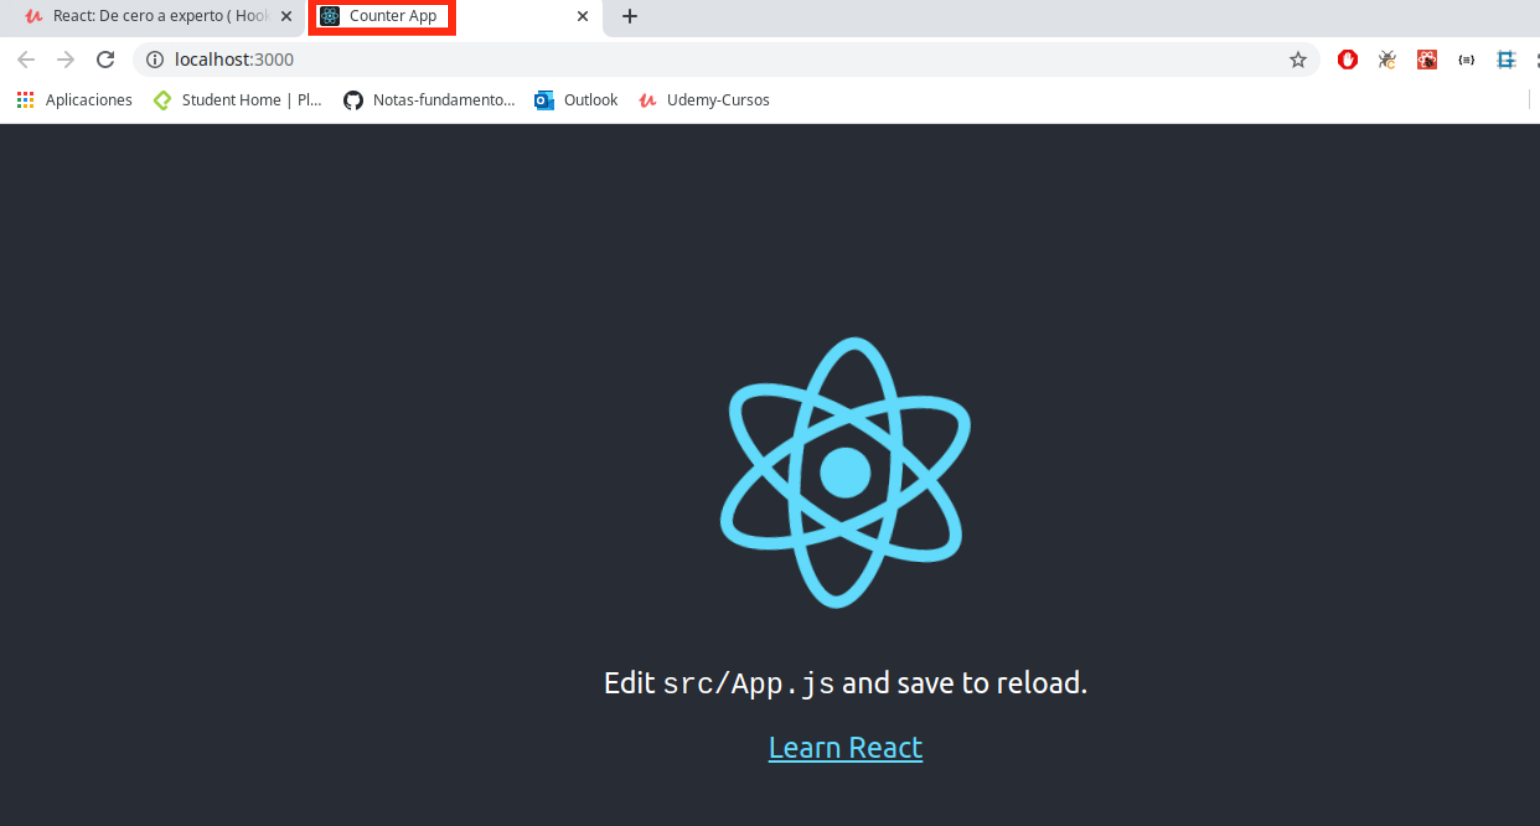 React: De cero a experto ( Hook
Counter App
localhost:3000
Aplicaciones
Student Home | Pl...
Notas-fundamento...
Outlook
Udemy-Cursos
Edit src/App.js and save to reload.
Learn React